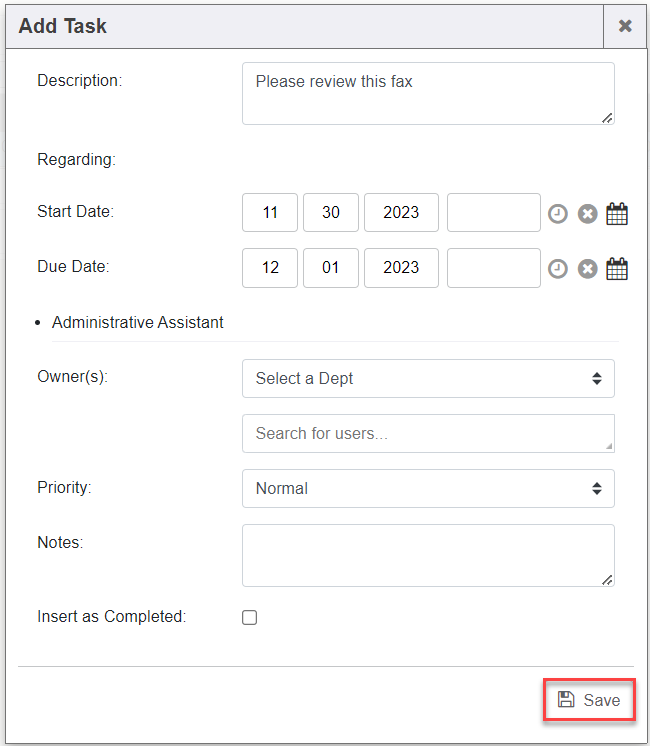 Add Task
Description:
Please review this fax
Regarding:
Start Date: 11 30 2023
Due Date: 12 01 2023
• Administrative Assistant
Owner(s): Select a Dept
Search for users...
Priority: Normal
Notes:
Insert as Completed:
Save